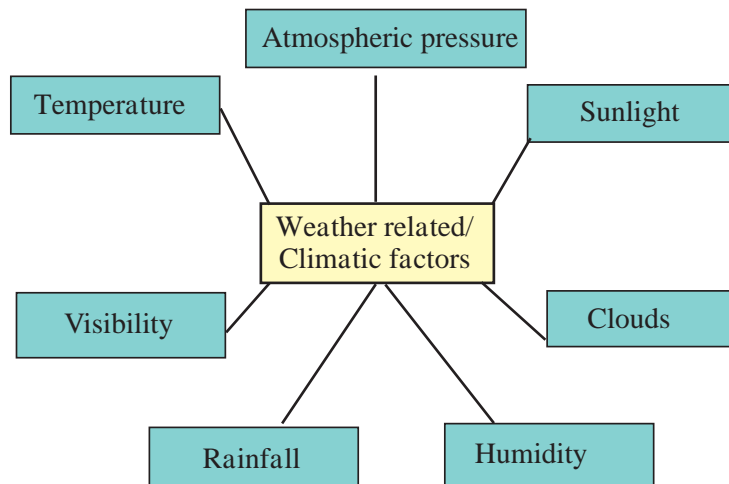 Atmospheric pressure
Temperature
Sunlight
Weather related/
Climatic factors
Visibility
Clouds
Rainfall
Humidity